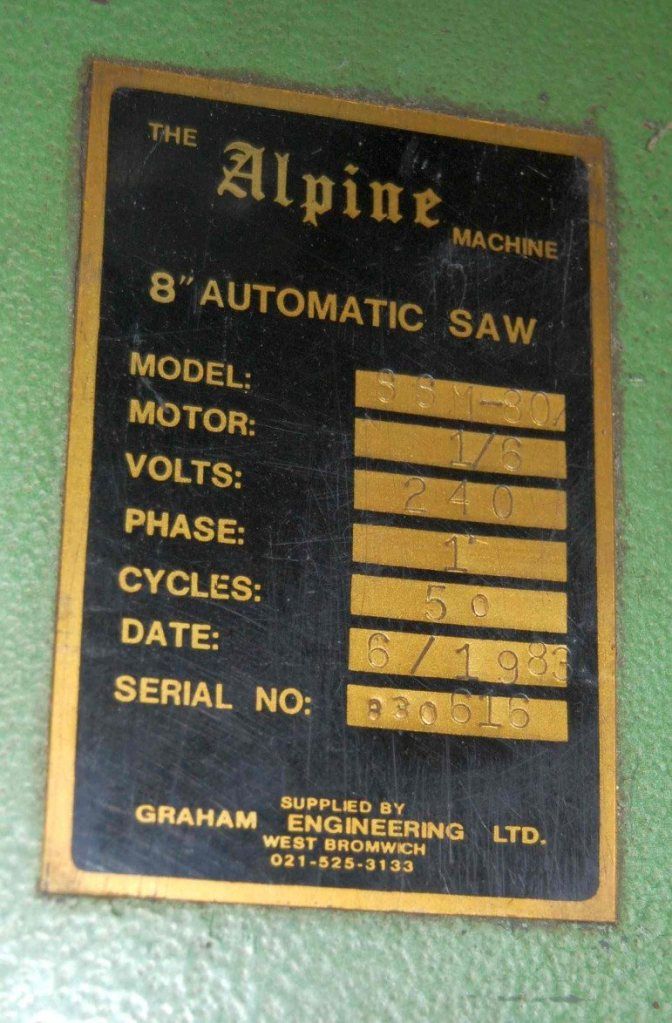 THE Alpine MACHINE
8" AUTOMATIC SAW
MODEL:
MOTOR: 1/6
VOLTS: 240
PHASE: 1
CYCLES: 50
DATE: 6/1983
SERIAL NO: 830616
SUPPLIED BY
GRAHAM ENGINEERING LTD.
WEST BROMWICH
021-525-3133